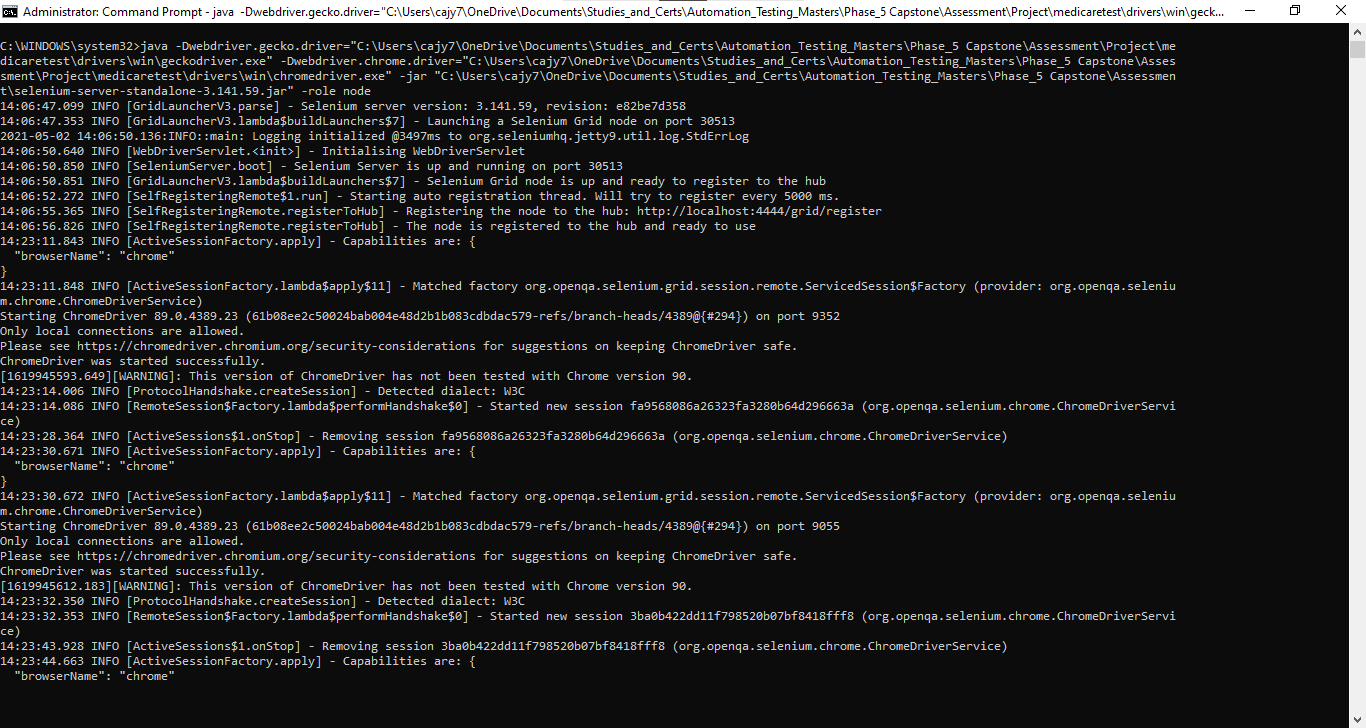 Administrator: Command Prompt - java  -Dwebdriver.gecko.driver="C:\Users\cajy7\OneDrive\Documents\Studies_and_Certs\Automation_Testing_Masters\Phase_5 Capstone\Assessment\Project\medicaretest\drivers\win\geck...
C:\WINDOWS\system32>java -Dwebdriver.gecko.driver="C:\Users\cajy7\OneDrive\Documents\Studies_and_Certs\Automation_Testing_Masters\Phase_5 Capstone\Assessment\Project\me
dicaretest\drivers\win\geckodriver.exe" -Dwebdriver.chrome.driver="C:\Users\cajy7\OneDrive\Documents\Studies_and_Certs\Automation_Testing_Masters\Phase_5 Capstone\Asses
sment\Project\medicaretest\drivers\win\chromedriver.exe" -jar "C:\Users\cajy7\OneDrive\Documents\Studies_and_Certs\Automation_Testing_Masters\Phase_5 Capstone\Assessmen
t\selenium-server-standalone-3.141.59.jar" -role node
14:06:47.099 INFO [GridLauncherV3.parse] - Selenium server version: 3.141.59, revision: e82be7d358
14:06:47.353 INFO [GridLauncherV3.lambda$buildLaunchers$7] - Launching a Selenium Grid node on port 30513
2021-05-02 14:06:50.136:INFO::main: Logging initialized @3497ms to org.seleniumhq.jetty9.util.log.StdErrLog
14:06:50.640 INFO [WebDriverServlet.<init>] - Initialising WebDriverServlet
14:06:50.850 INFO [SeleniumServer.boot] - Selenium Server is up and running on port 30513
14:06:50.851 INFO [GridLauncherV3.lambda$buildLaunchers$7] - Selenium Grid node is up and ready to register to the hub
14:06:52.272 INFO [SelfRegisteringRemote$1.run] - Starting auto registration thread. Will try to register every 5000 ms.
14:06:55.365 INFO [SelfRegisteringRemote.registerToHub] - Registering the node to the hub: http://localhost:4444/grid/register
14:06:56.826 INFO [SelfRegisteringRemote.registerToHub] - The node is registered to the hub and ready to use
14:23:11.843 INFO [ActiveSessionFactory.apply] - Capabilities are: {
  "browserName": "chrome"
}
14:23:11.848 INFO [ActiveSessionFactory.lambda$apply$11] - Matched factory org.openqa.selenium.grid.session.remote.ServicedSession$Factory (provider: org.openqa.seleniu
m.chrome.ChromeDriverService)
Starting ChromeDriver 89.0.4389.23 (61b08ee2c50024bab004e48d2b1b083cdbdac579-refs/branch-heads/4389@{#294}) on port 9352
Only local connections are allowed.
Please see https://chromedriver.chromium.org/security-considerations for suggestions on keeping ChromeDriver safe.
ChromeDriver was started successfully.
[1619945593.649][WARNING]: This version of ChromeDriver has not been tested with Chrome version 90.
14:23:14.006 INFO [ProtocolHandshake.createSession] - Detected dialect: W3C
14:23:14.086 INFO [RemoteSession$Factory.lambda$performHandshake$0] - Started new session fa9568086a26323fa3280b64d296663a (org.openqa.selenium.chrome.ChromeDriverServi
ce)
14:23:28.364 INFO [ActiveSessions$1.onStop] - Removing session fa9568086a26323fa3280b64d296663a (org.openqa.selenium.chrome.ChromeDriverService)
14:23:30.671 INFO [ActiveSessionFactory.apply] - Capabilities are: {
  "browserName": "chrome"
}
14:23:30.672 INFO [ActiveSessionFactory.lambda$apply$11] - Matched factory org.openqa.selenium.grid.session.remote.ServicedSession$Factory (provider: org.openqa.seleniu
m.chrome.ChromeDriverService)
Starting ChromeDriver 89.0.4389.23 (61b08ee2c50024bab004e48d2b1b083cdbdac579-refs/branch-heads/4389@{#294}) on port 9055
Only local connections are allowed.
Please see https://chromedriver.chromium.org/security-considerations for suggestions on keeping ChromeDriver safe.
ChromeDriver was started successfully.
[1619945612.183][WARNING]: This version of ChromeDriver has not been tested with Chrome version 90.
14:23:32.350 INFO [ProtocolHandshake.createSession] - Detected dialect: W3C
14:23:32.353 INFO [RemoteSession$Factory.lambda$performHandshake$0] - Started new session 3ba0b422dd11f798520b07bf8418fff8 (org.openqa.selenium.chrome.ChromeDriverServi
ce)
14:23:43.928 INFO [ActiveSessions$1.onStop] - Removing session 3ba0b422dd11f798520b07bf8418fff8 (org.openqa.selenium.chrome.ChromeDriverService)
14:23:44.663 INFO [ActiveSessionFactory.apply] - Capabilities are: {
  "browserName": "chrome"